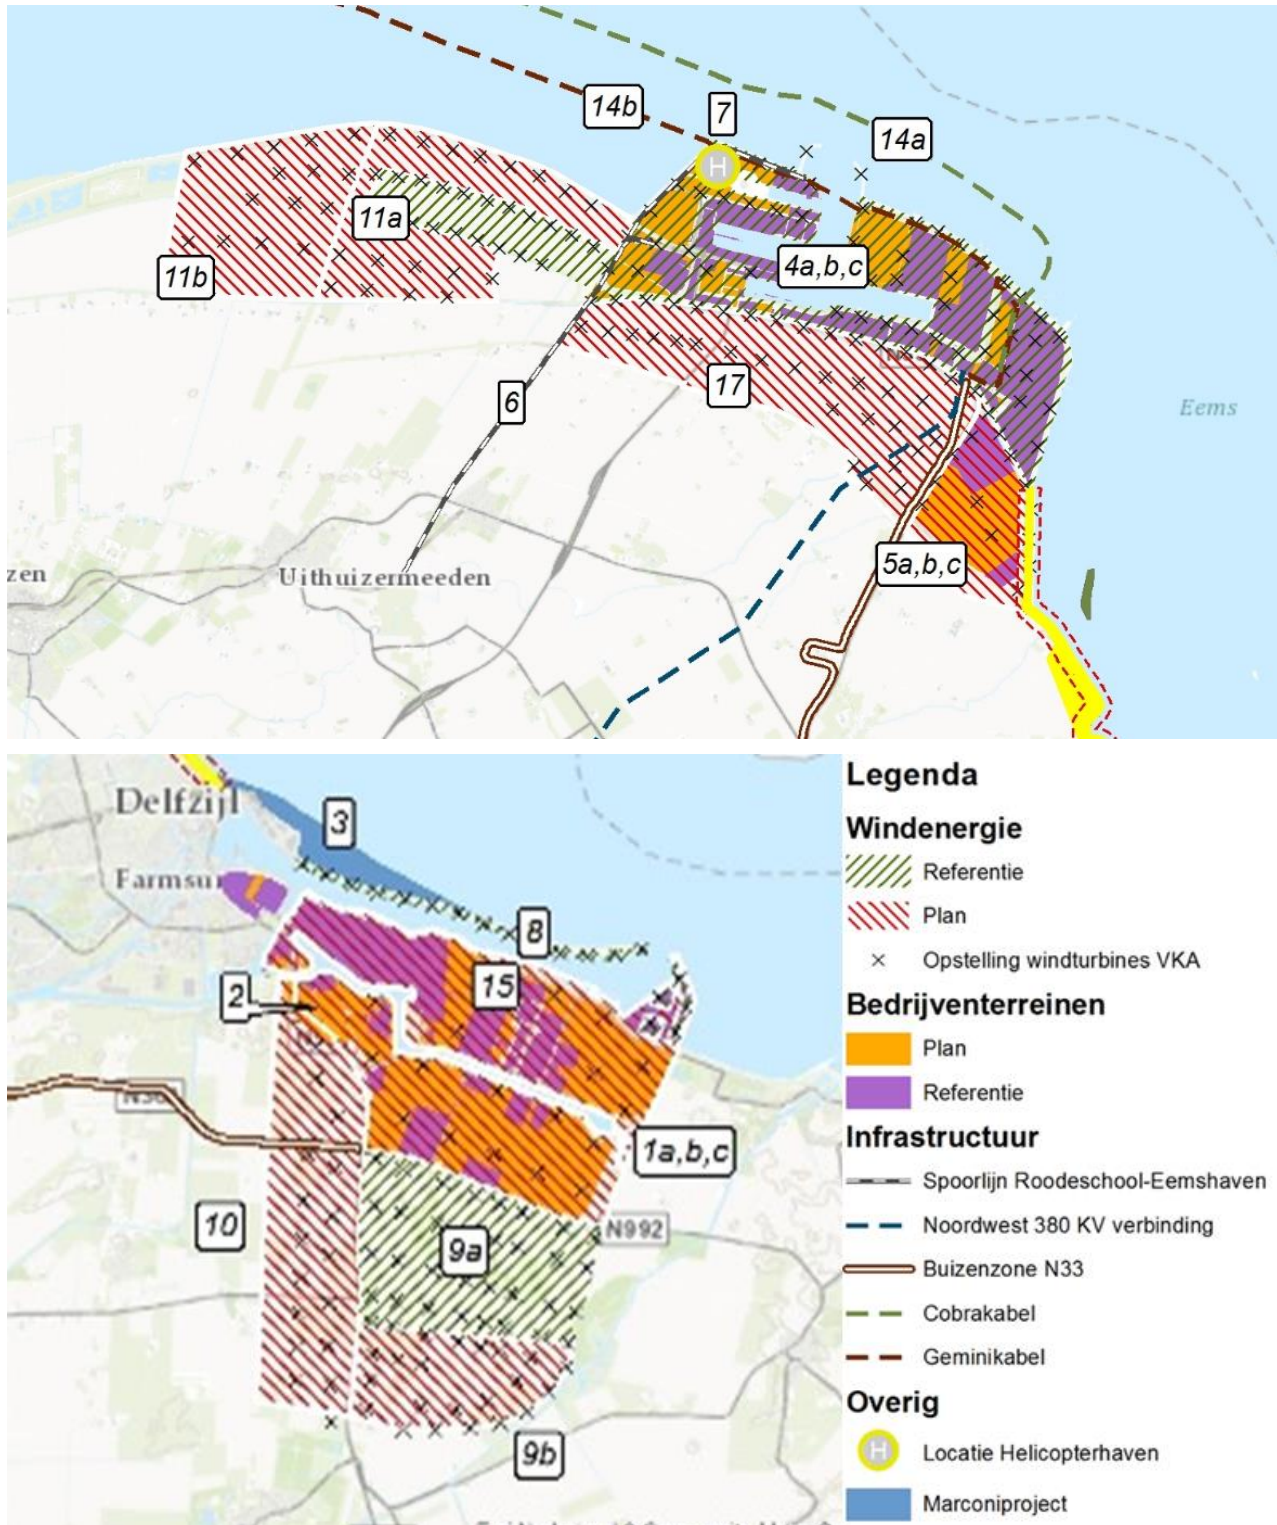 14b
7
14a
H
11a
11b
4a,b,c
17
6
Eems
5a,b,c
Uithuizermeeden
zen
Delfzijl
3
Farmsu
8
15
2
1a,b,c
10
9a
N992
9b
Legenda
Windenergie
Referentie
Plan
Opstelling windturbines VKA
Bedrijventerreinen
Plan
Referentie
Infrastructuur
Spoorlijn Roodeschool-Eemshaven
Noordwest 380 KV verbinding
Buizenzone N33
Cobrakabel
Geminikabel
Overig
H
Locatie Helicopterhaven
Marconiproject